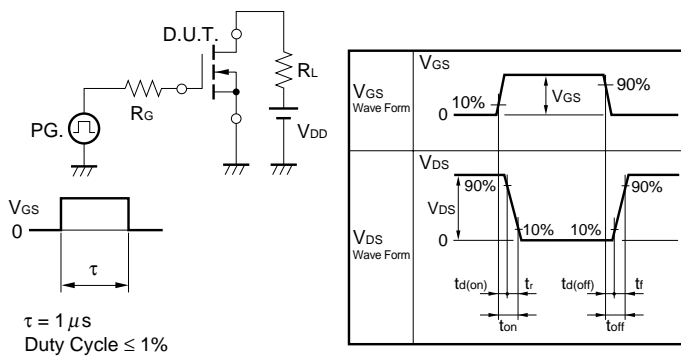 D.U.T.
RL
RG
PG.
VDD
VGS
0
τ
τ = 1 μs
Duty Cycle ≤ 1%
VGS
Wave Form
VGS
10%
0
VGS
90%
VDS
Wave Form
VDS
90%
VDS
0
10%
10%
90%
td(on)
tr
td(off)
tf
ton
toff